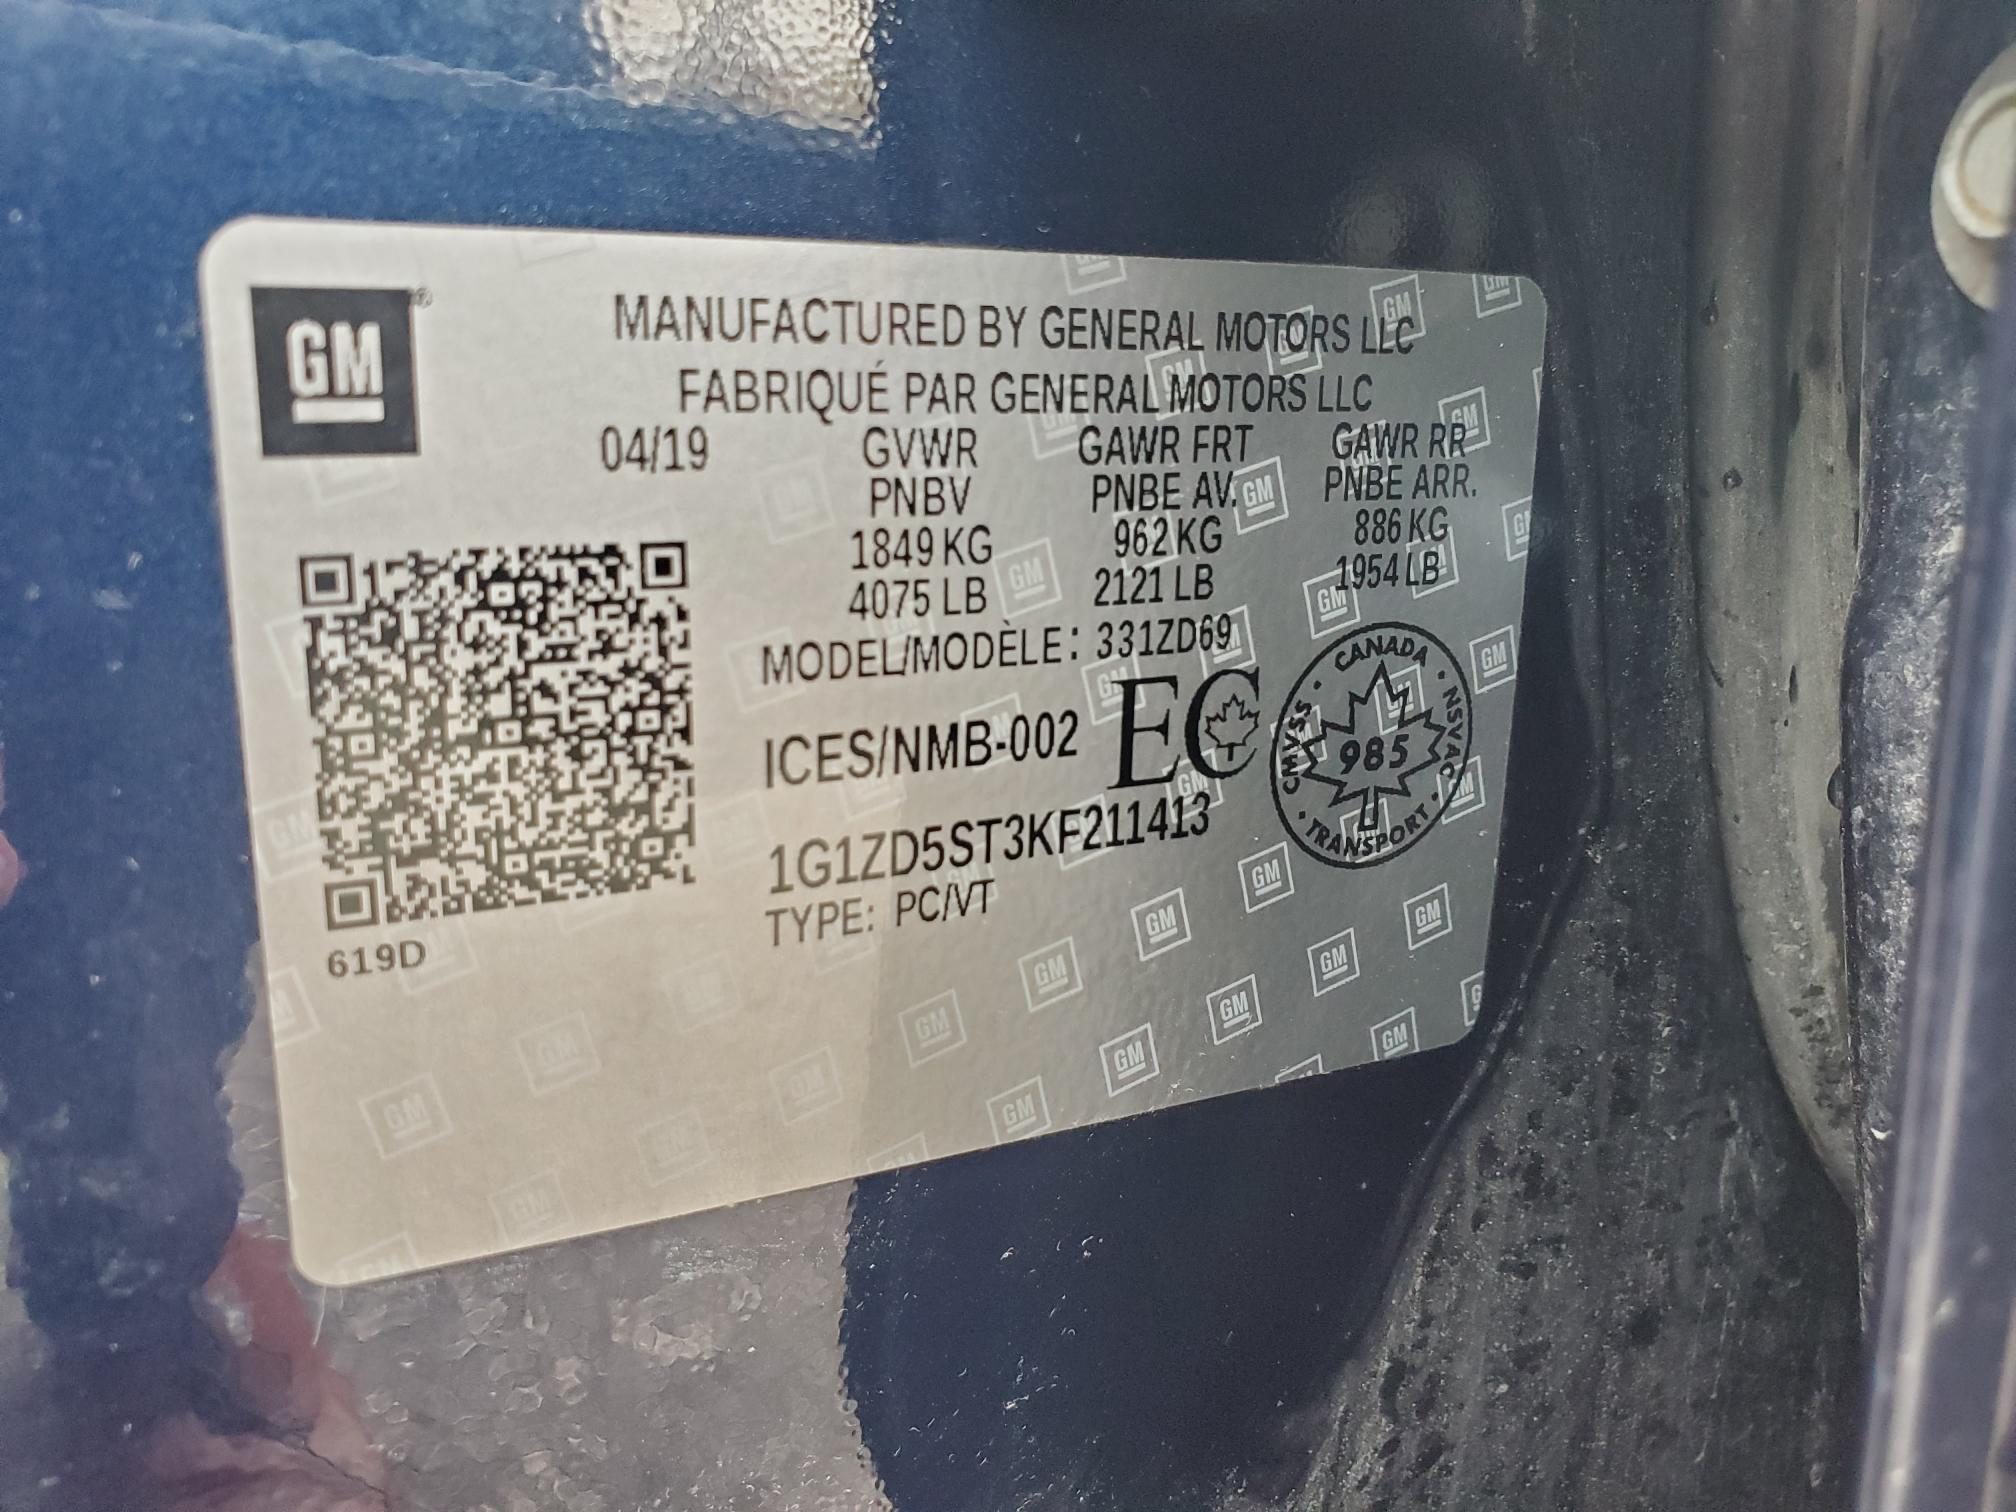 GM
MANUFACTURED BY GENERAL MOTORS LLC
FABRIQUÉ PAR GENERAL MOTORS LLC
04/19 GVWR GAWR FRT GAWR RR
PNBV PNBE AV. PNBE ARR.
1849 KG 962 KG 886 KG
4075 LB 2121 LB 1954 LB
MODEL/MODÈLE: 331ZD69
ICES/NMB-002 EC
CANADA · NSVAC · TRANSPORT · CMVSS ·
985
1G1ZD5ST3KF211413
TYPE: PC/VT
619D